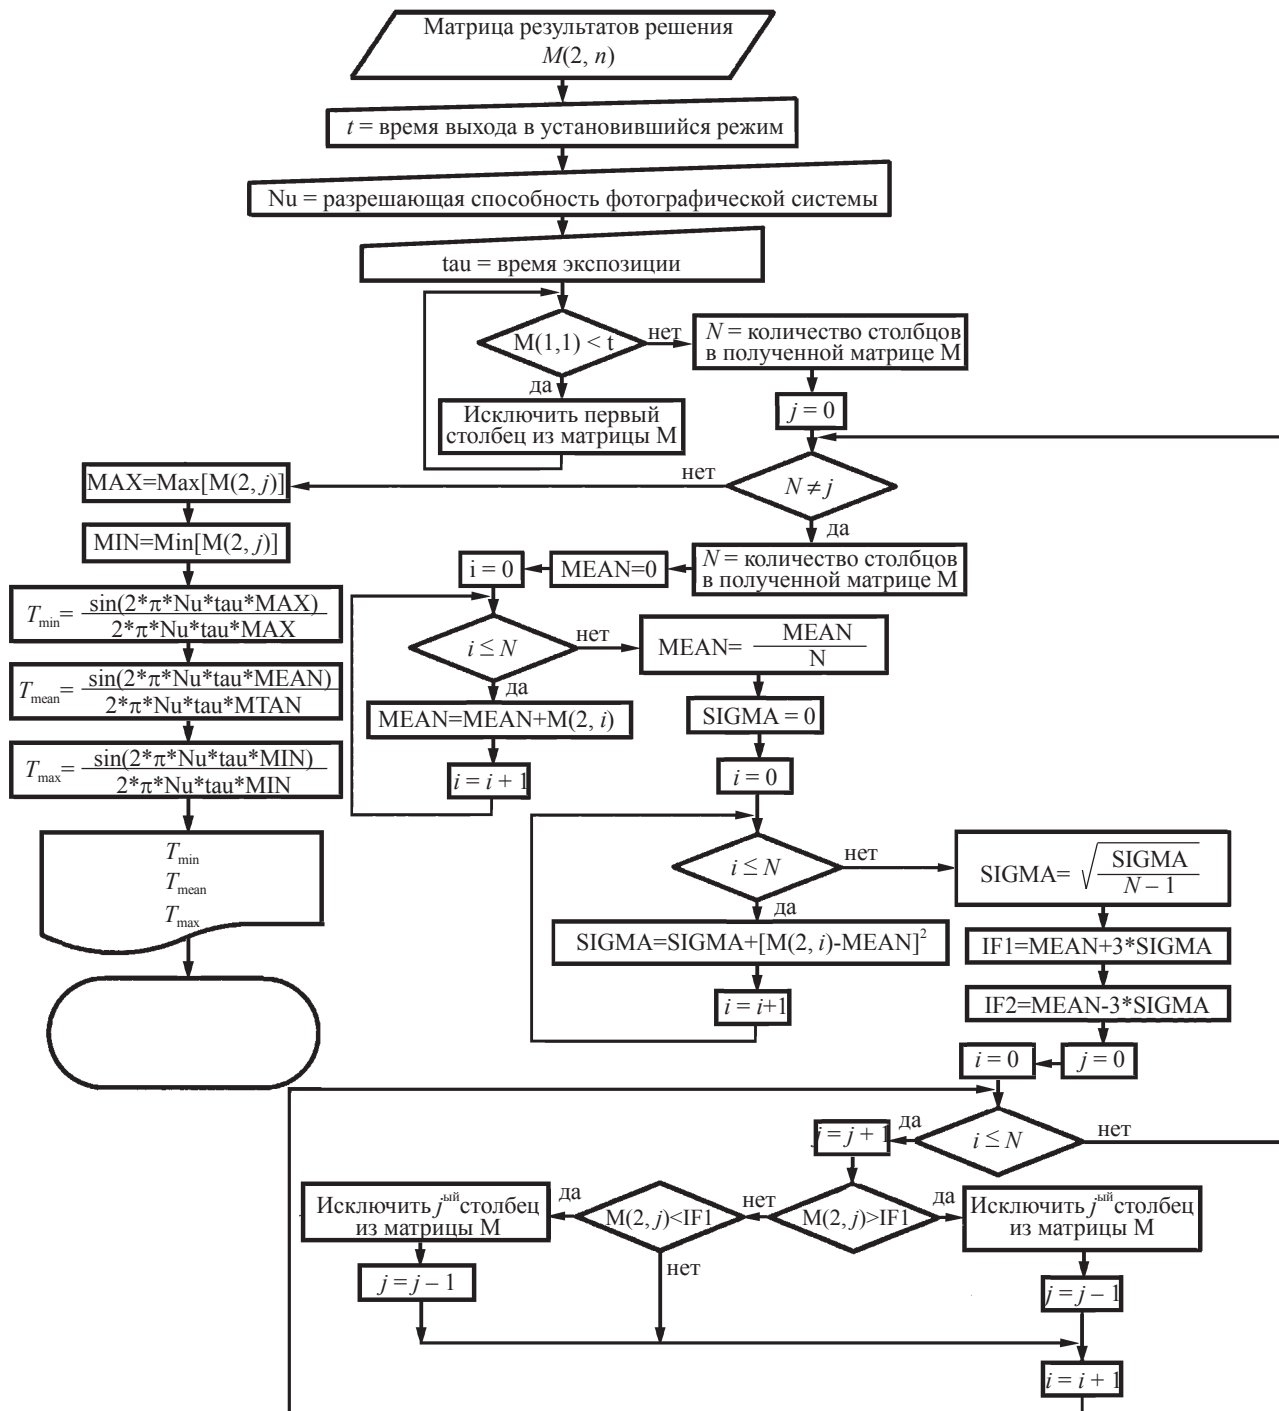 Матрица результатов решения
M(2, n)
t = время выхода в установившийся режим
Nu = разрешающая способность фотографической системы
tau = время экспозиции
M(1,1) < t
нет
N = количество столбцов
в полученной матрице M
да
Исключить первый
столбец из матрицы M
j = 0
N ≠ j
нет
да
MAX=Max[M(2, j)]
MIN=Min[M(2, j)]
T_min= sin(2*π*Nu*tau*MAX)
2*π*Nu*tau*MAX
T_mean= sin(2*π*Nu*tau*MEAN)
2*π*Nu*tau*MTAN
T_max= sin(2*π*Nu*tau*MIN)
2*π*Nu*tau*MIN
T_min
T_mean
T_max
N = количество столбцов
в полученной матрице M
MEAN=0
i = 0
i ≤ N
нет
да
MEAN=MEAN+M(2, i)
i = i + 1
MEAN= MEAN
N
SIGMA = 0
i = 0
i ≤ N
нет
да
SIGMA=SIGMA+[M(2, i)-MEAN]²
i = i+1
SIGMA= √ SIGMA
N – 1
IF1=MEAN+3*SIGMA
IF2=MEAN-3*SIGMA
j = 0
i = 0
i ≤ N
да
нет
j = j + 1
M(2, j)>IF1
нет
да
M(2, j)<IF1
да
нет
Исключить j^ый столбец
из матрицы M
j = j – 1
Исключить j^ый столбец
из матрицы M
j = j – 1
i = i + 1